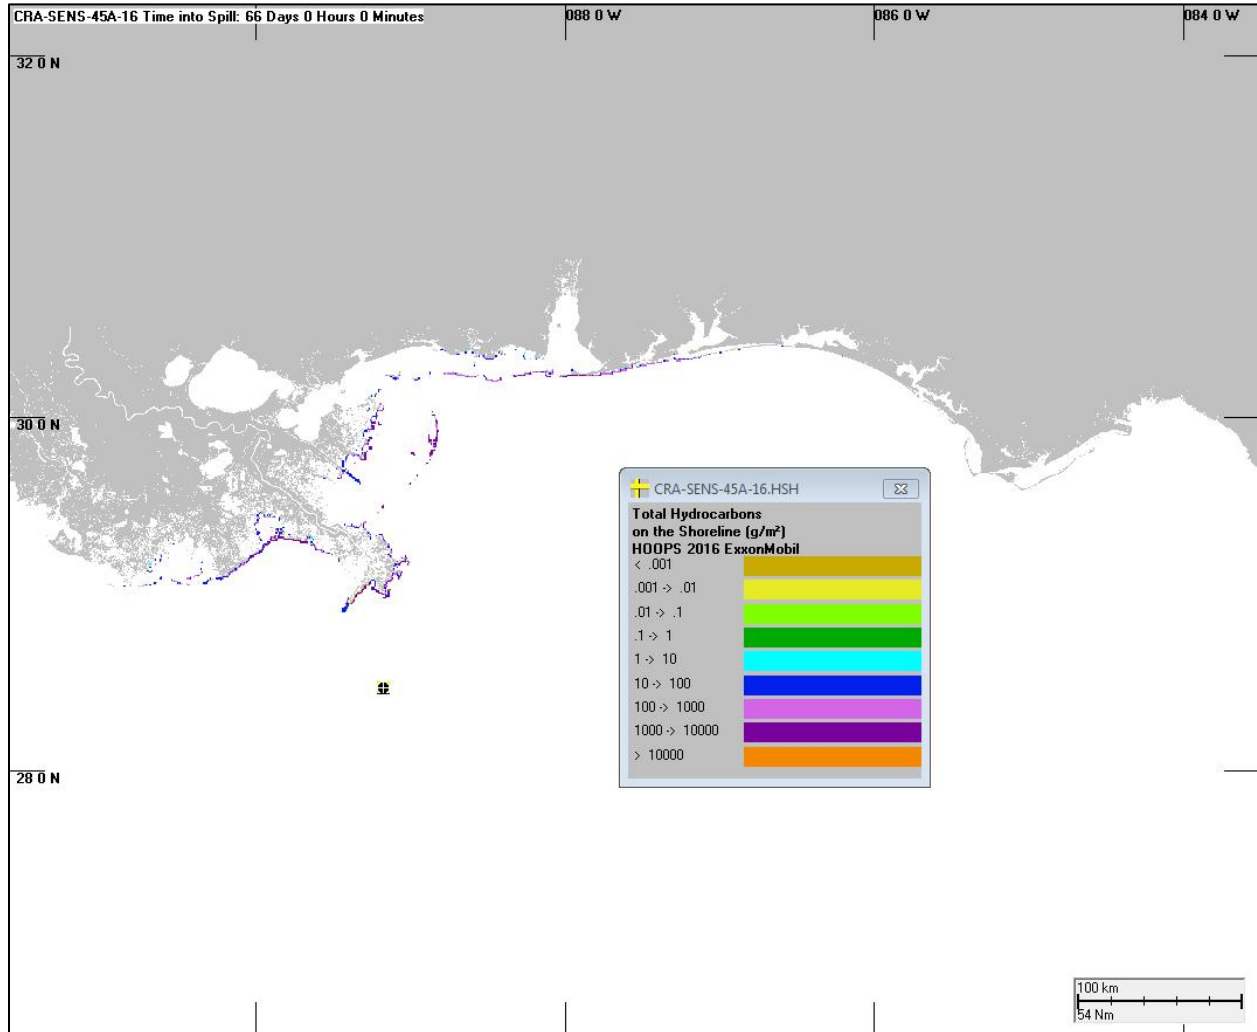 CRA-SENS-45A-16 Time into Spill: 66 Days 0 Hours 0 Minutes
088 0 W
086 0 W
084 0 W
32 0 N
30 0 N
28 0 N
CRA-SENS-45A-16.HSH
Total Hydrocarbons
on the Shoreline (g/m²)
HOOPS 2016 ExxonMobil
< .001
.001 -> .01
.01 -> .1
.1 -> 1
1 -> 10
10 -> 100
100 -> 1000
1000 -> 10000
> 10000
100 km
54 Nm